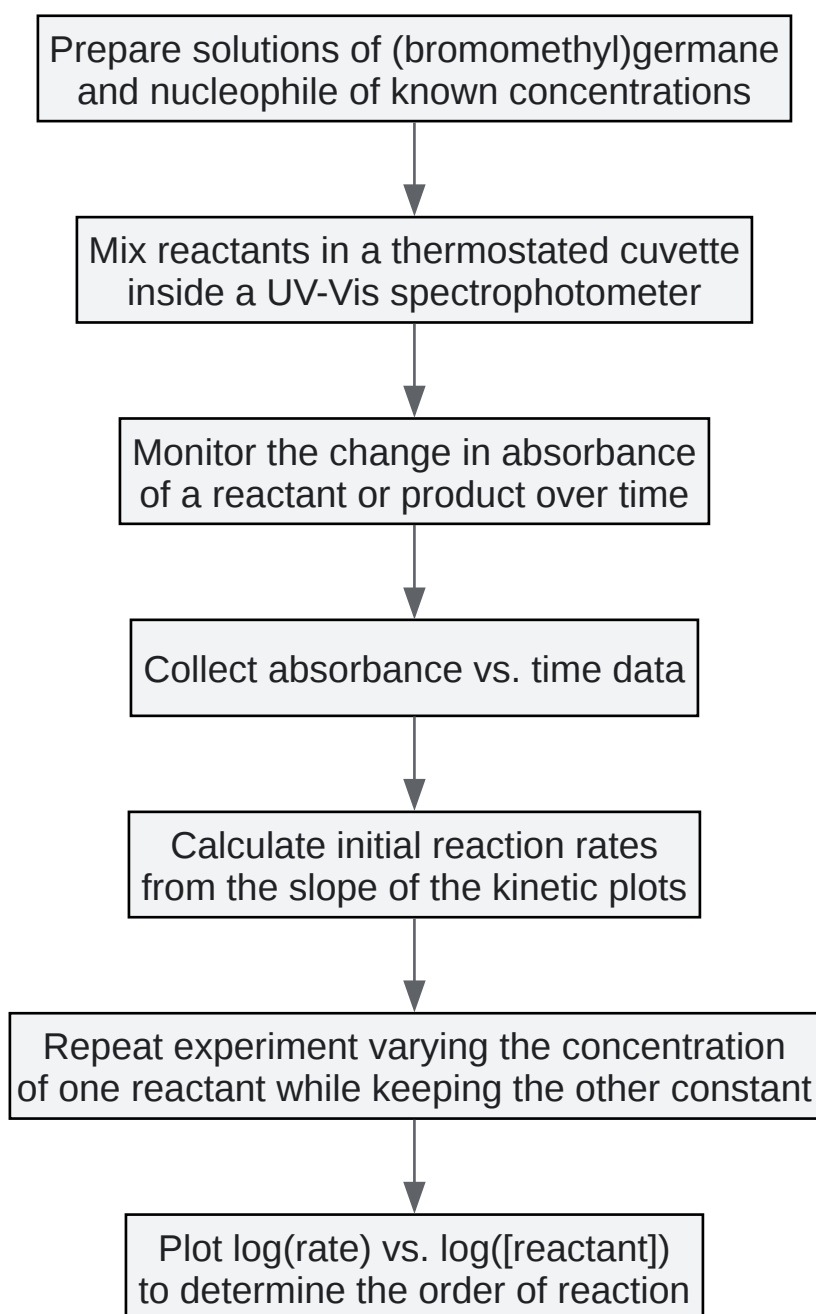 Prepare solutions of (bromomethyl)germane
and nucleophile of known concentrations
Mix reactants in a thermostated cuvette
inside a UV-Vis spectrophotometer
Monitor the change in absorbance
of a reactant or product over time
Collect absorbance vs. time data
Calculate initial reaction rates
from the slope of the kinetic plots
Repeat experiment varying the concentration
of one reactant while keeping the other constant
Plot log(rate) vs. log([reactant])
to determine the order of reaction